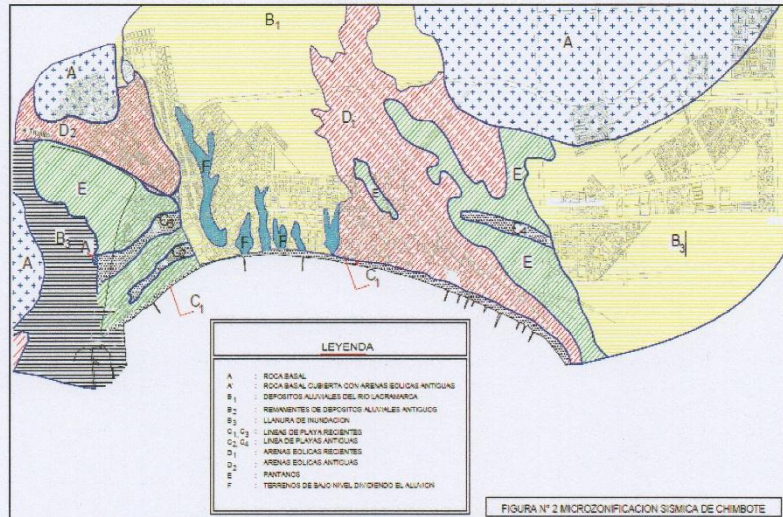 B1
A
A
D2
D1
F
E
E
E
C3
C4
B3
A
A
C2
E
B3
F
F
C1
C1
LEYENDA
A : ROCA BASAL
A' : ROCA BASAL CUBIERTA CON ARENAS EOLICAS ANTIGUAS
B1 : DEPOSITOS ALUVIALES DEL RIO LACRAMARCA
B2 : REMANENTES DE DEPOSITOS ALUVIALES ANTIGUOS
B3 : LLANURA DE INUNDACION
C1, C3 : LINEAS DE PLAYA RECIENTES
C2, C4 : LINEA DE PLAYAS ANTIGUAS
D1 : ARENAS EOLICAS RECIENTES
D2 : ARENAS EOLICAS ANTIGUAS
E : PANTANOS
F : TERRENOS DE BAJO NIVEL DIVIDIENDO EL ALUVION
FIGURA N° 2 MICROZONIFICACION SISMICA DE CHIMBOTE